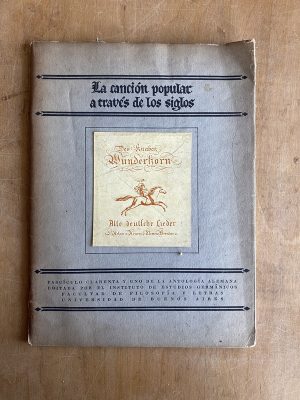 La canción popular
a través de los siglos
Des Knaben
Wunderhorn
Alte deutsche Lieder
FASCÍCULO CUARENTA Y UNO DE LA ANTOLOGÍA ALEMANA
EDITADA POR EL INSTITUTO DE ESTUDIOS GERMÁNICOS
FACULTAD DE FILOSOFÍA Y LETRAS
UNIVERSIDAD DE BUENOS AIRES